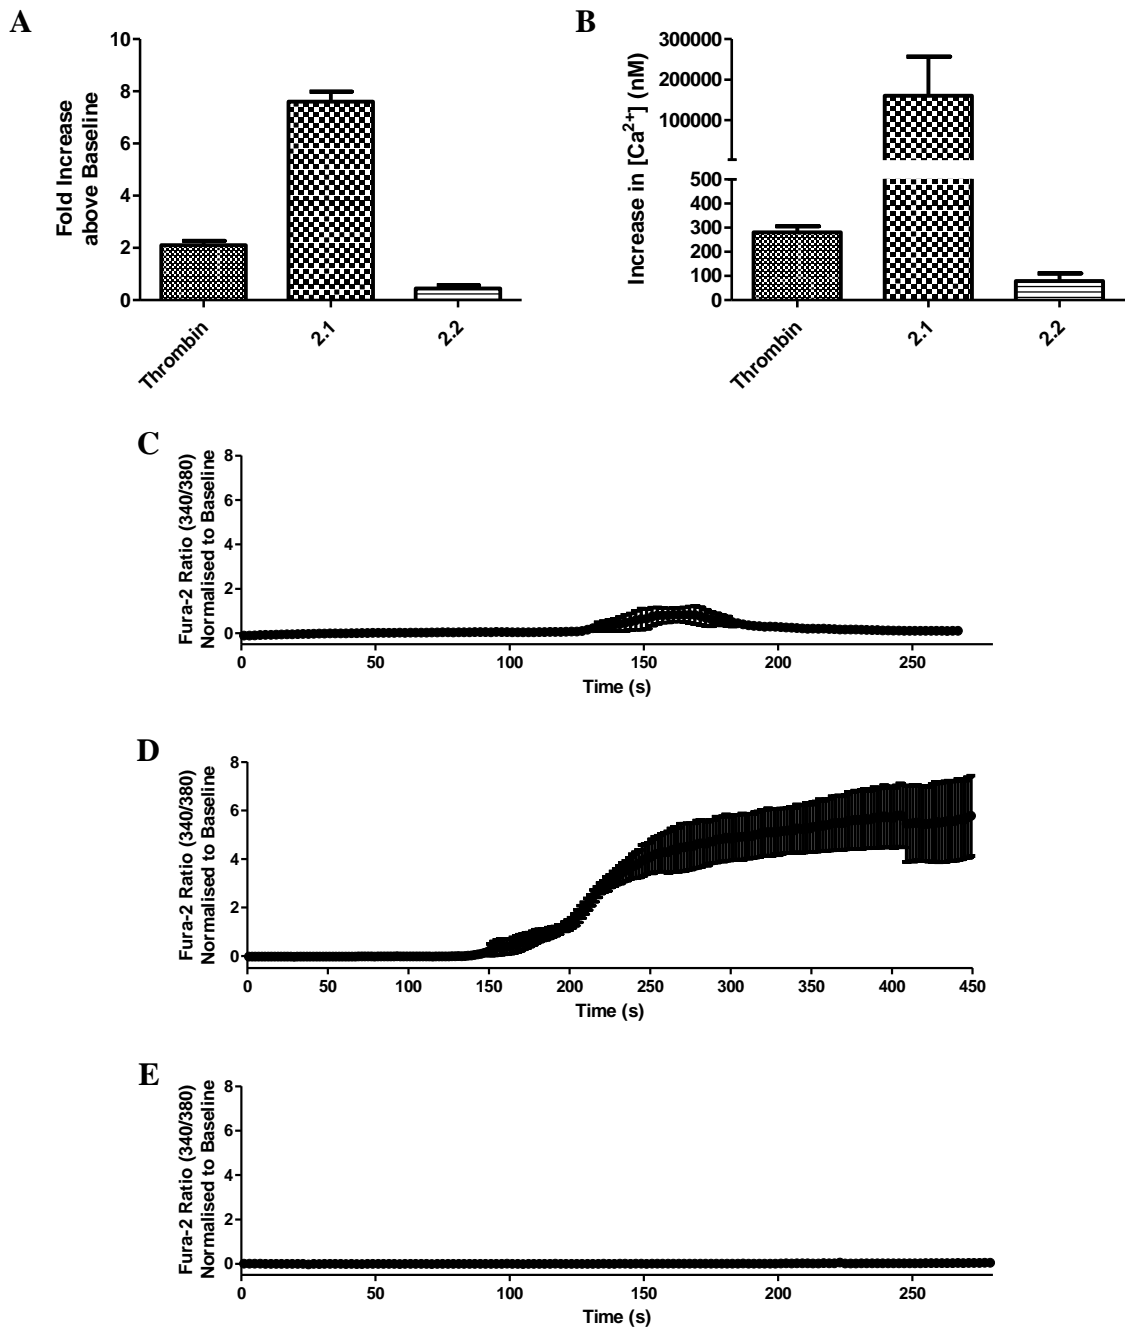 A
Fold Increase
above Baseline
10
8
6
4
2
0
Thrombin
2.1
2.2
B
Increase in [Ca²⁺] (nM)
300000
200000
100000
500
400
300
200
100
0
Thrombin
2.1
2.2
C
Fura-2 Ratio (340/380)
Normalised to Baseline
8
6
4
2
0
0 50 100 150 200 250
Time (s)
D
Fura-2 Ratio (340/380)
Normalised to Baseline
8
6
4
2
0
0 50 100 150 200 250 300 350 400 450
Time (s)
E
Fura-2 Ratio (340/380)
Normalised to Baseline
8
6
4
2
0
0 50 100 150 200 250
Time (s)